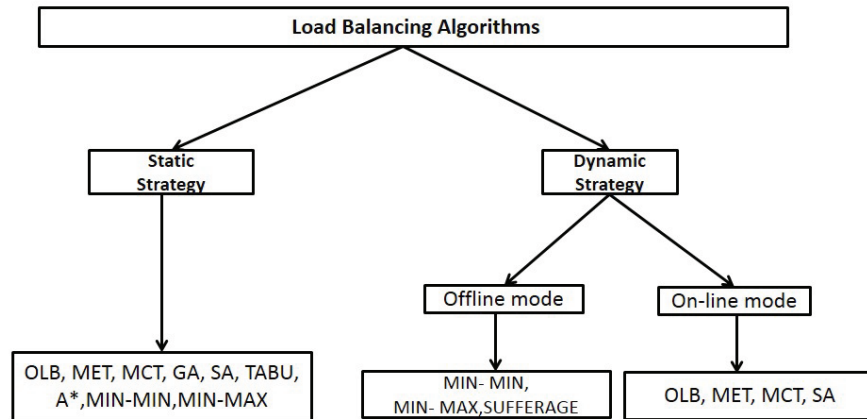 Load Balancing Algorithms
Static
Strategy
Dynamic
Strategy
Offline mode
On-line mode
OLB, MET, MCT, GA, SA, TABU,
A*,MIN-MIN,MIN-MAX
MIN- MIN,
MIN- MAX,SUFFERAGE
OLB, MET, MCT, SA